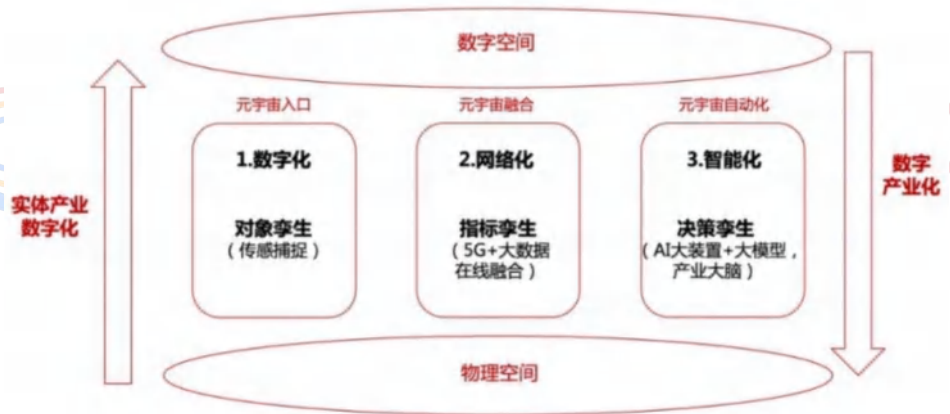 数字空间
元宇宙入口
元宇宙融合
元宇宙自动化
1.数字化
2.网络化
3.智能化
实体产业
数字化
对象孪生
（传感捕捉）
指标孪生
（5G+大数据
在线融合）
决策孪生
（AI大装置+大模型，
产业大脑）
数字
产业化
物理空间